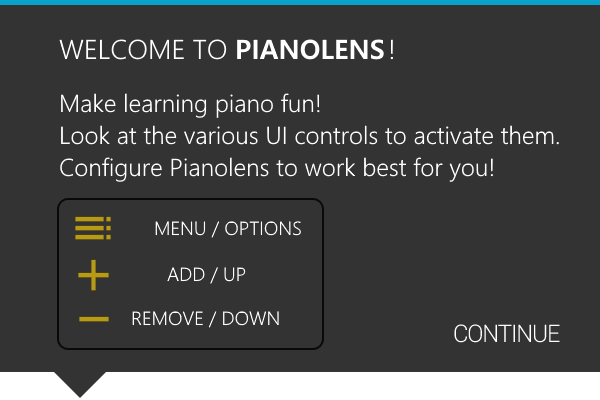 WELCOME TO PIANOLENS!
Make learning piano fun!
Look at the various UI controls to activate them.
Configure Pianolens to work best for you!
MENU / OPTIONS
ADD / UP
REMOVE / DOWN
CONTINUE